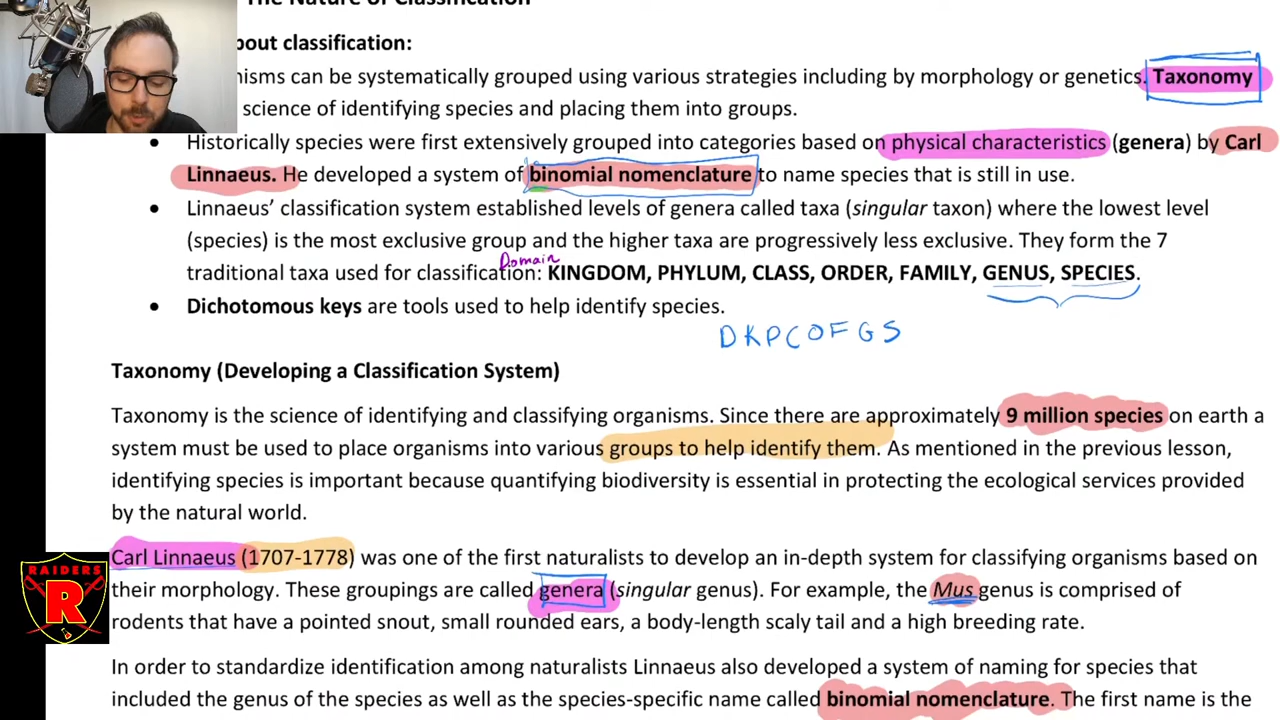 The Nature of Classification
bout classification:
nisms can be systematically grouped using various strategies including by morphology or genetics. Taxonomy
science of identifying species and placing them into groups.
• Historically species were first extensively grouped into categories based on physical characteristics (genera) by Carl
Linnaeus. He developed a system of binomial nomenclature to name species that is still in use.
• Linnaeus’ classification system established levels of genera called taxa (singular taxon) where the lowest level
(species) is the most exclusive group and the higher taxa are progressively less exclusive. They form the 7
Domain
traditional taxa used for classification: KINGDOM, PHYLUM, CLASS, ORDER, FAMILY, GENUS, SPECIES.
• Dichotomous keys are tools used to help identify species.
DKPCOFGS
Taxonomy (Developing a Classification System)
Taxonomy is the science of identifying and classifying organisms. Since there are approximately 9 million species on earth a
system must be used to place organisms into various groups to help identify them. As mentioned in the previous lesson,
identifying species is important because quantifying biodiversity is essential in protecting the ecological services provided
by the natural world.
Carl Linnaeus (1707-1778) was one of the first naturalists to develop an in-depth system for classifying organisms based on
their morphology. These groupings are called genera (singular genus). For example, the Mus genus is comprised of
rodents that have a pointed snout, small rounded ears, a body-length scaly tail and a high breeding rate.
RAIDERS
R
In order to standardize identification among naturalists Linnaeus also developed a system of naming for species that
included the genus of the species as well as the species-specific name called binomial nomenclature. The first name is the